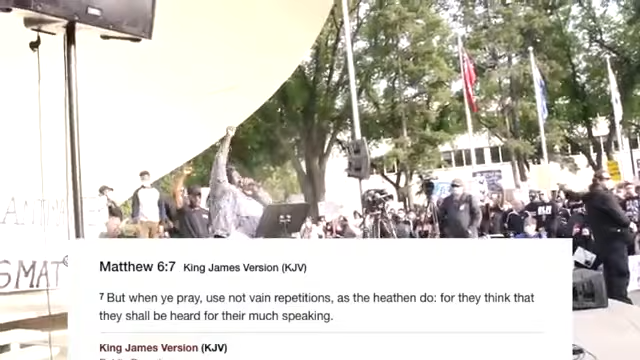 SMAT
Matthew 6:7 King James Version (KJV)
7 But when ye pray, use not vain repetitions, as the heathen do: for they think that
they shall be heard for their much speaking.
King James Version (KJV)